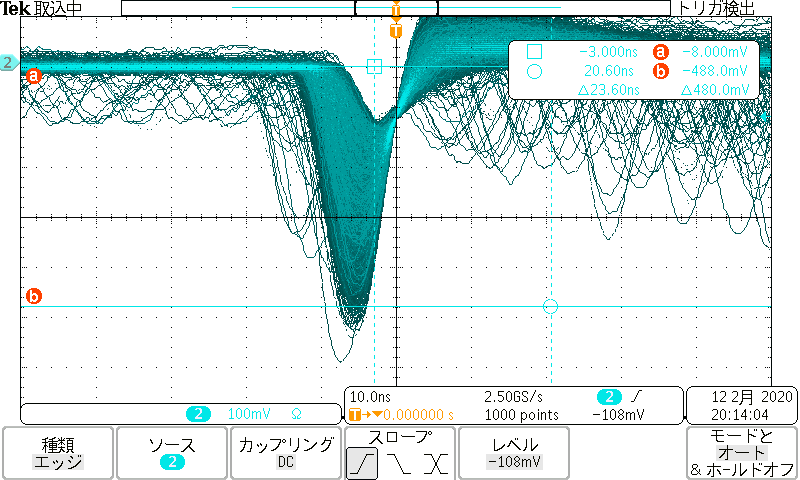 Tek 取込中
トリガ検出
T
T
2
a
b
-3.000ns a -8.000mV
20.60ns b -488.0mV
Δ23.60ns Δ480.0mV
2 100mV Ω
10.0ns 2.50GS/s 2
T→▼0.000000 s 1000 points -108mV
12 2月 2020
20:14:04
種類
エッジ
ソース
2
カップリング
DC
スロープ
レベル
-108mV
モードと
オート
& ホールドオフ